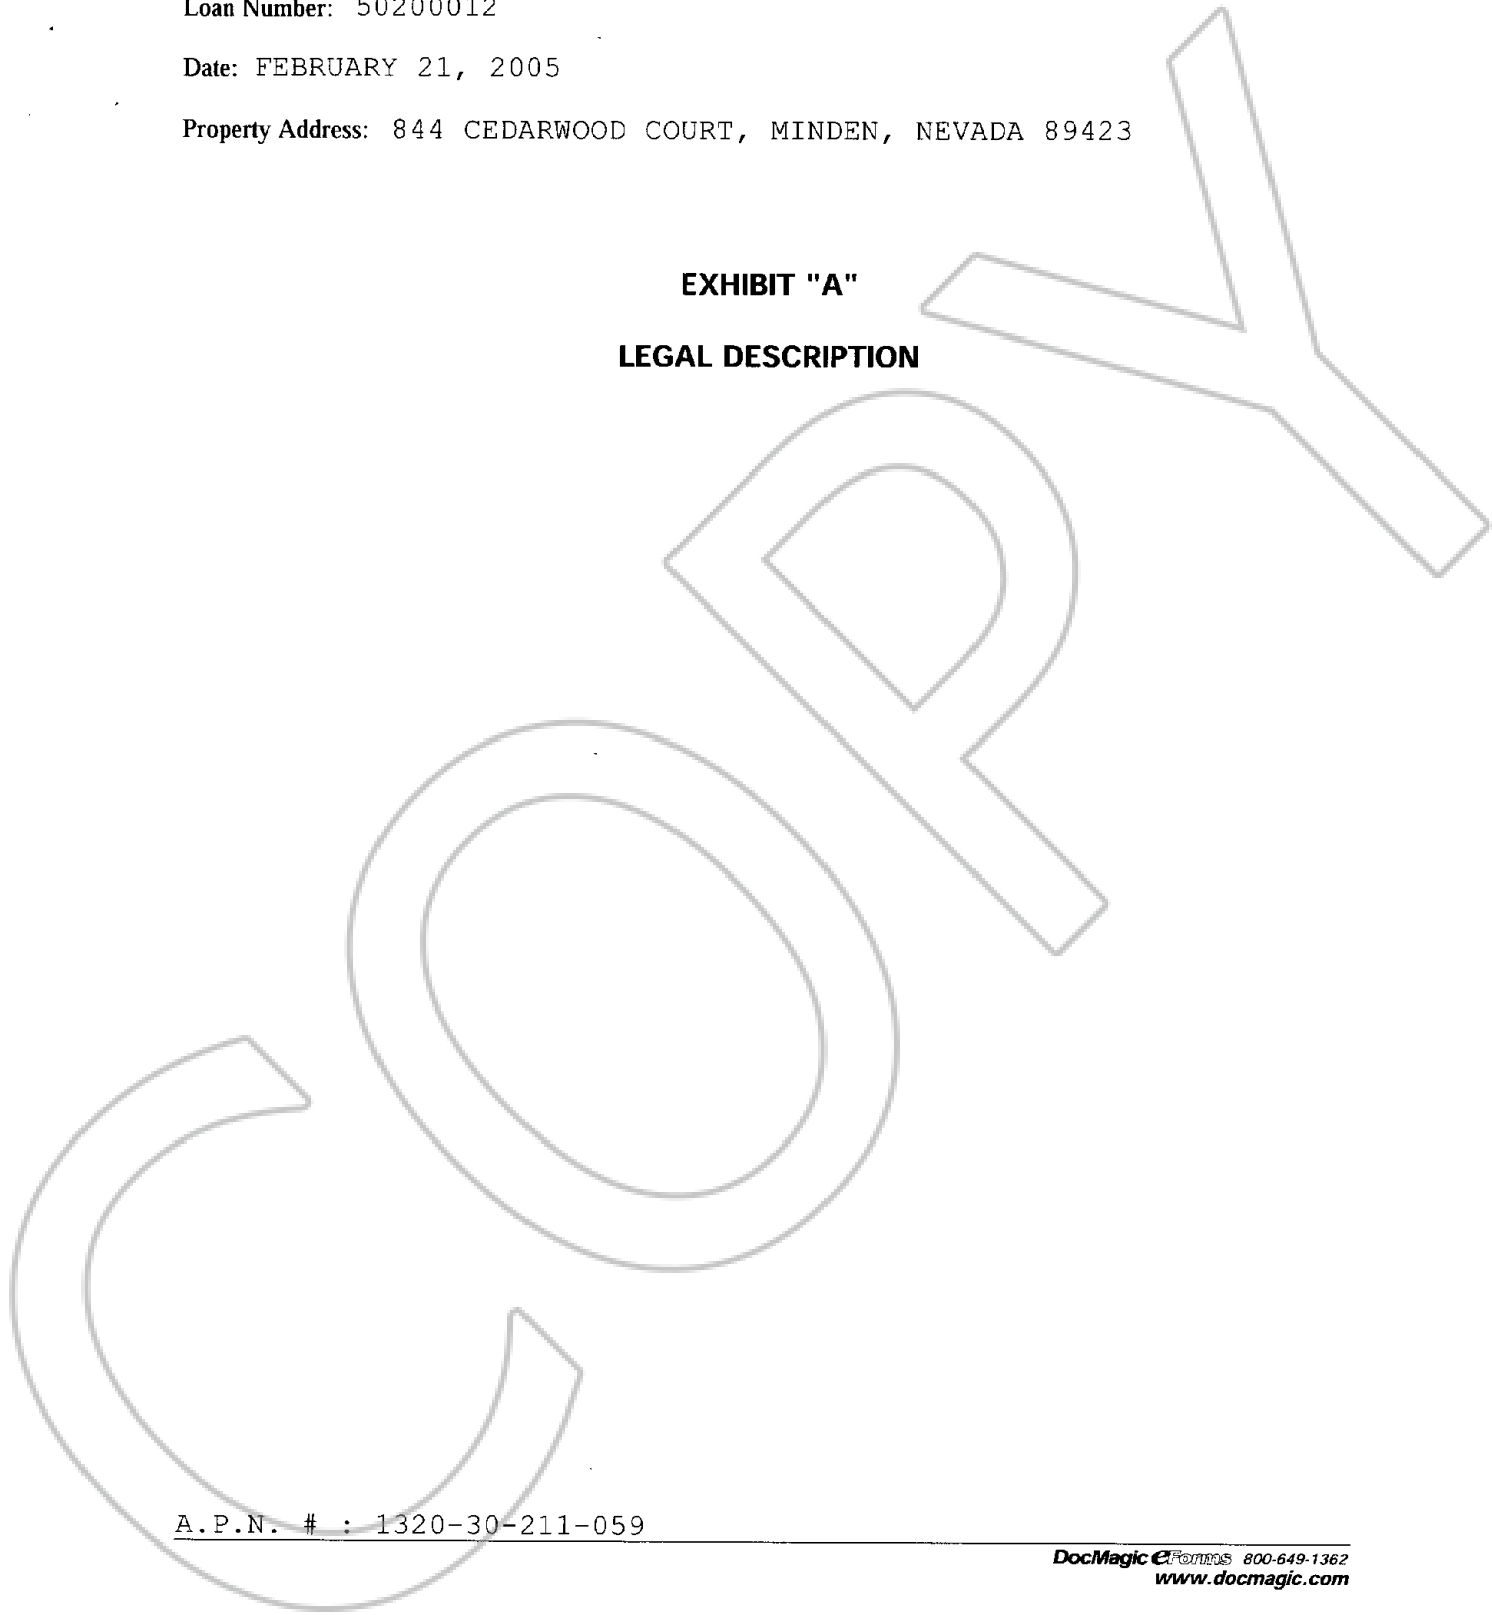 Loan Number: 50200012
Date: FEBRUARY 21, 2005
Property Address: 844 CEDARWOOD COURT, MINDEN, NEVADA 89423
EXHIBIT "A"
LEGAL DESCRIPTION
COPY
A.P.N. # : 1320-30-211-059
DocMagic eForms 800-649-1362
www.docmagic.com